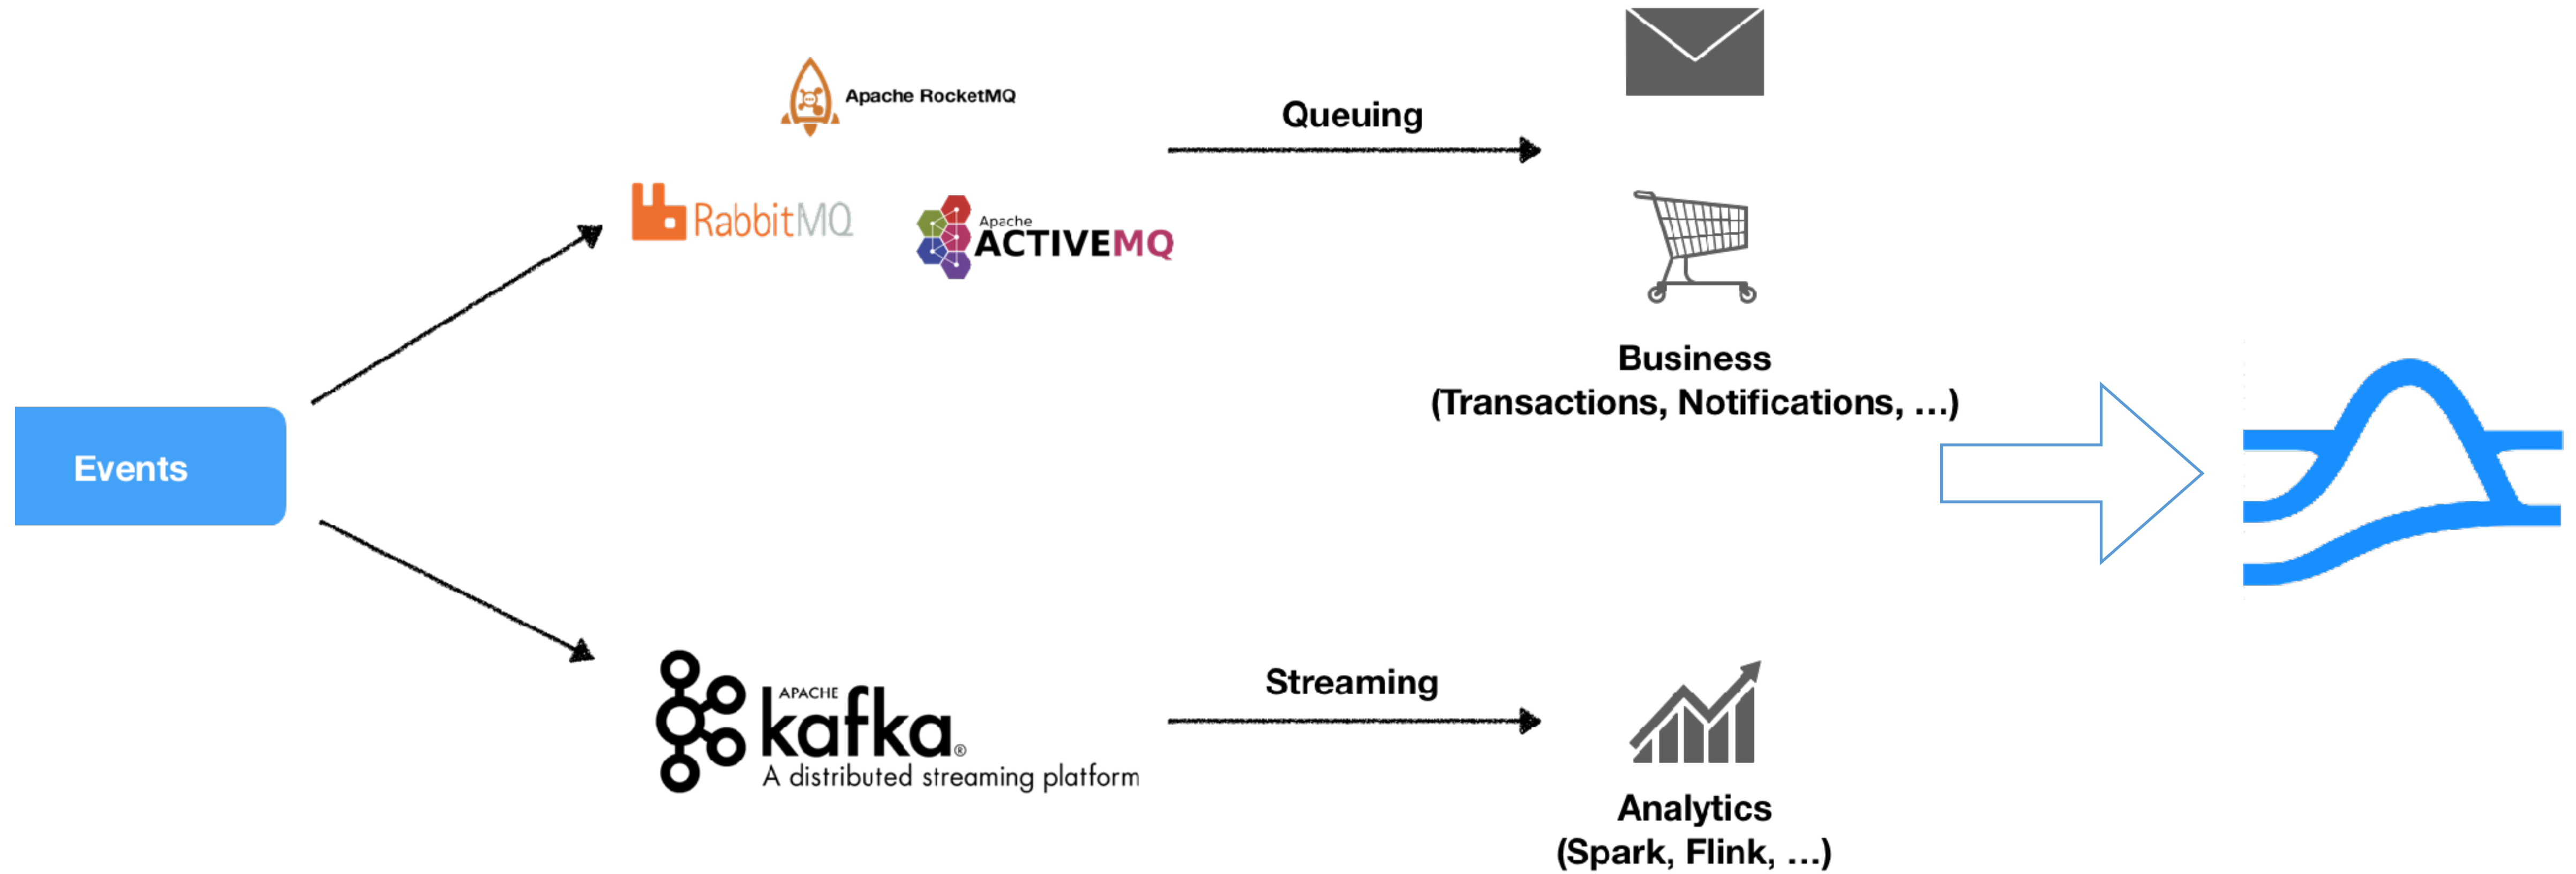 Apache RocketMQ
Queuing
RabbitMQ
Apache
ACTIVEMQ
Business
(Transactions, Notifications, ...)
Events
APACHE
kafka®
A distributed streaming platform
Streaming
Analytics
(Spark, Flink, ...)